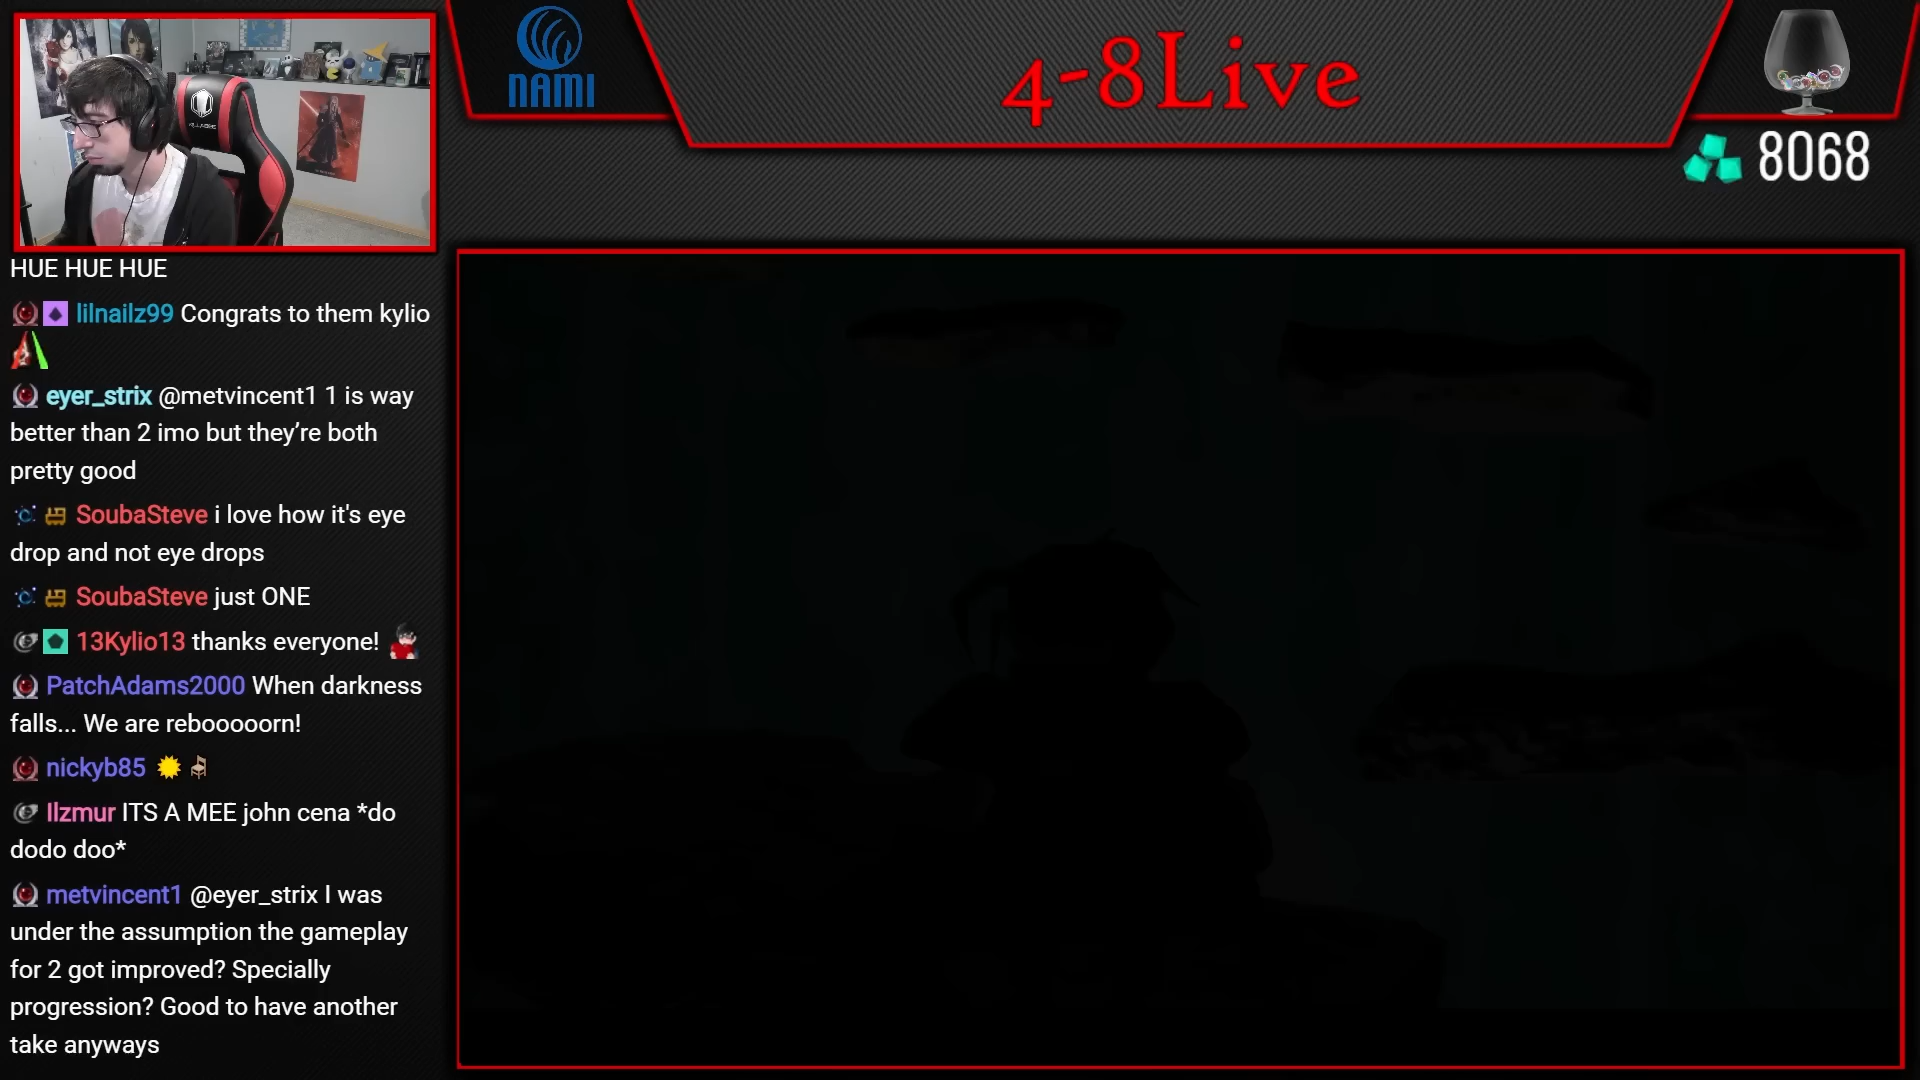 NAMI
4-8Live
8068
HUE HUE HUE
lilnailz99 Congrats to them kylio
eyer_strix @metvincent1 1 is way
better than 2 imo but they're both
pretty good
SoubaSteve i love how it's eye
drop and not eye drops
SoubaSteve just ONE
13Kylio13 thanks everyone!
PatchAdams2000 When darkness
falls... We are rebooooorn!
nickyb85
Ilzmur ITS A MEE john cena *do
dodo doo*
metvincent1 @eyer_strix I was
under the assumption the gameplay
for 2 got improved? Specially
progression? Good to have another
take anyways